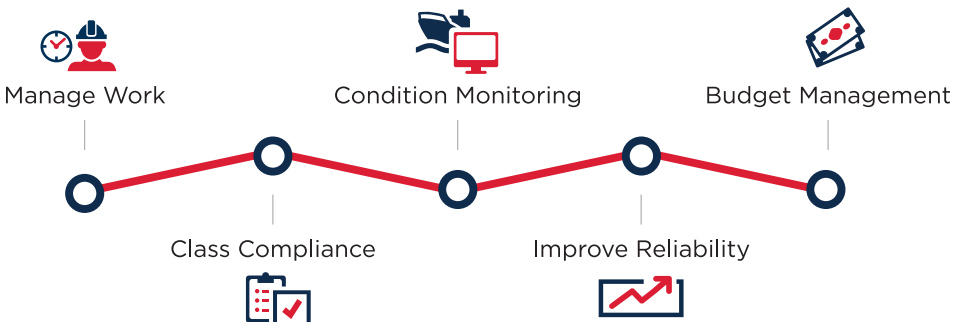 Manage Work
Condition Monitoring
Budget Management
Class Compliance
Improve Reliability